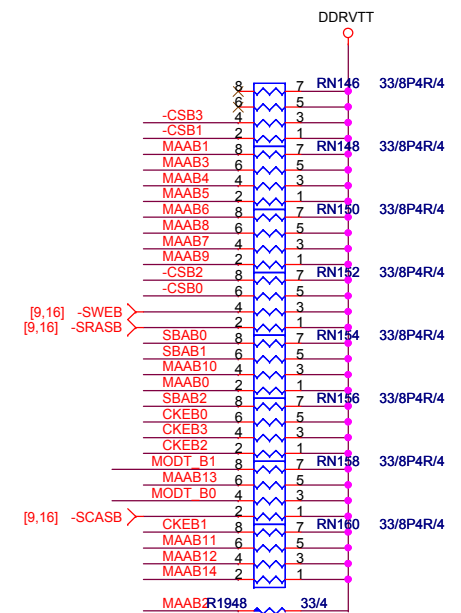 DDRVTT
8 7 RN146 33/8P4R/4
6 5
-CSB3 4 3
-CSB1 2 1
MAAB1 8 7 RN148 33/8P4R/4
MAAB3 6 5
MAAB4 4 3
MAAB5 2 1
MAAB6 8 7 RN150 33/8P4R/4
MAAB8 6 5
MAAB7 4 3
MAAB9 2 1
-CSB2 8 7 RN152 33/8P4R/4
-CSB0 6 5
[9,16] -SWEB 4 3
[9,16] -SRASB 2 1
SBAB0 8 7 RN154 33/8P4R/4
SBAB1 6 5
MAAB10 4 3
MAAB0 2 1
SBAB2 8 7 RN156 33/8P4R/4
CKEB0 6 5
CKEB3 4 3
CKEB2 2 1
MODT_B1 8 7 RN158 33/8P4R/4
MAAB13 6 5
MODT_B0 4 3
[9,16] -SCASB 2 1
CKEB1 8 7 RN160 33/8P4R/4
MAAB11 6 5
MAAB12 4 3
MAAB14 2 1
MAAB2 R1948 33/4